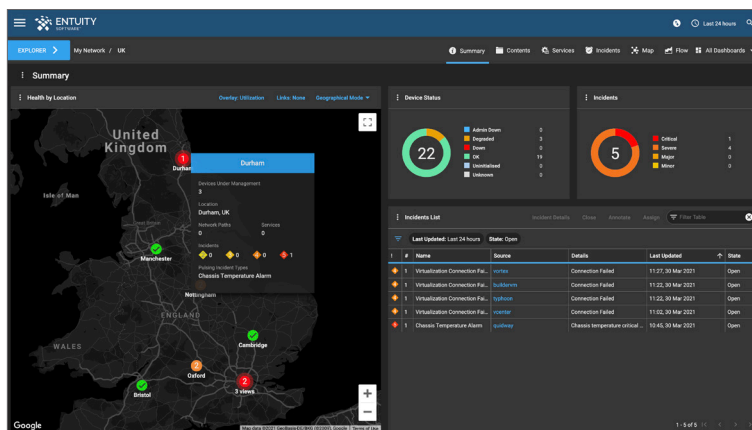 ENTUITY
SOFTWARE
Last 24 hours
EXPLORER
My Network / UK
Summary
Contents
Services
Incidents
Map
Flow
All Dashboards
Summary
Health by Location
Overlay: Utilization
Links: None
Geographical Mode
United
Kingdom
1
Durham
Isle of Man
Manchester
Nottingham
ENGLAND
WALES
Cambridge
2
Oxford
Bristol
2
3 views
Google
Durham
Devices Under Management
3
Location
Durham, UK
Network Paths Services
0 0
Incidents
0 0 0 1
Pulsing Incident Types
Chassis Temperature Alarm
Device Status
22
Admin Down 0
Degraded 3
Down 0
OK 19
Uninitialised 0
Unknown 0
Incidents
5
Critical 1
Severe 4
Major 0
Minor 0
Incidents List
Incident Details Close Annotate Assign Filter Table
Last Updated: Last 24 hours State: Open
! # Name Source Details Last Updated State
1 Virtualization Connection Fai... vortex Connection Failed 11:27, 30 Mar 2021 Open
1 Virtualization Connection Fai... buildervm Connection Failed 11:22, 30 Mar 2021 Open
1 Virtualization Connection Fai... typhoon Connection Failed 11:22, 30 Mar 2021 Open
1 Virtualization Connection Fai... vcenter Connection Failed 11:02, 30 Mar 2021 Open
1 Chassis Temperature Alarm quidway Chassis temperature critical ... 10:45, 30 Mar 2021 Open
1 - 5 of 5